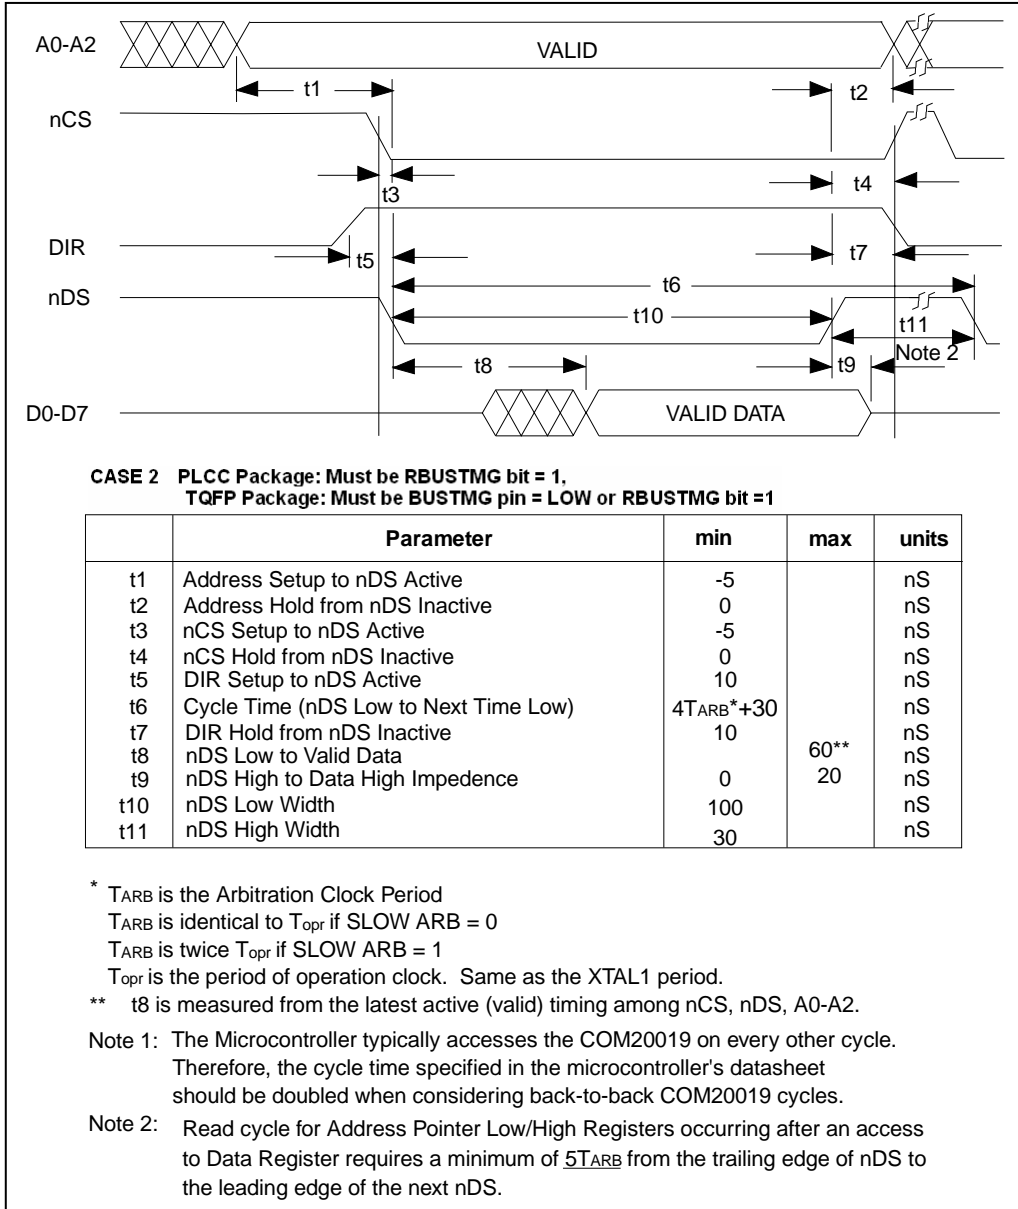 A0-A2
VALID
t1
t2
nCS
t3
t4
DIR
t5
t7
t6
nDS
t10
t11
Note 2
t8
t9
D0-D7
VALID DATA
CASE 2 PLCC Package: Must be RBUSTMG bit = 1,
TQFP Package: Must be BUSTMG pin = LOW or RBUSTMG bit =1
Parameter min max units
t1 Address Setup to nDS Active -5 nS
t2 Address Hold from nDS Inactive 0 nS
t3 nCS Setup to nDS Active -5 nS
t4 nCS Hold from nDS Inactive 0 nS
t5 DIR Setup to nDS Active 10 nS
t6 Cycle Time (nDS Low to Next Time Low) 4TARB*+30 nS
t7 DIR Hold from nDS Inactive 10 nS
t8 nDS Low to Valid Data 60** nS
t9 nDS High to Data High Impedence 0 20 nS
t10 nDS Low Width 100 nS
t11 nDS High Width 30 nS
* TARB is the Arbitration Clock Period
TARB is identical to Topr if SLOW ARB = 0
TARB is twice Topr if SLOW ARB = 1
Topr is the period of operation clock. Same as the XTAL1 period.
** t8 is measured from the latest active (valid) timing among nCS, nDS, A0-A2.
Note 1: The Microcontroller typically accesses the COM20019 on every other cycle.
Therefore, the cycle time specified in the microcontroller's datasheet
should be doubled when considering back-to-back COM20019 cycles.
Note 2: Read cycle for Address Pointer Low/High Registers occurring after an access
to Data Register requires a minimum of 5TARB from the trailing edge of nDS to
the leading edge of the next nDS.